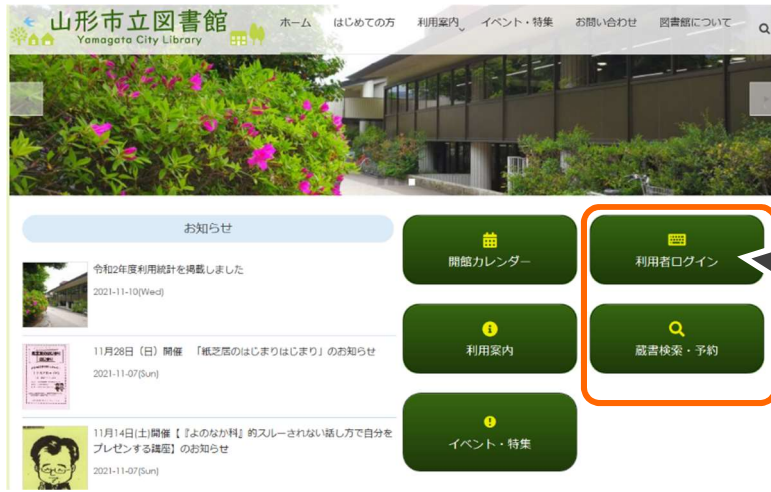 山形市立図書館
Yamagata City Library
ホーム
はじめての方
利用案内
イベント・特集
お問い合わせ
図書館について
お知らせ
令和2年度利用統計を掲載しました
2021-11-10(Wed)
11月28日（日）開催　「紙芝居のはじまりはじまり」のお知らせ
2021-11-07(Sun)
11月14日(土)開催【『よのなか科』的スルーされない話し方で自分を
プレゼンする講座】のお知らせ
2021-11-07(Sun)
開館カレンダー
利用者ログイン
利用案内
蔵書検索・予約
イベント・特集